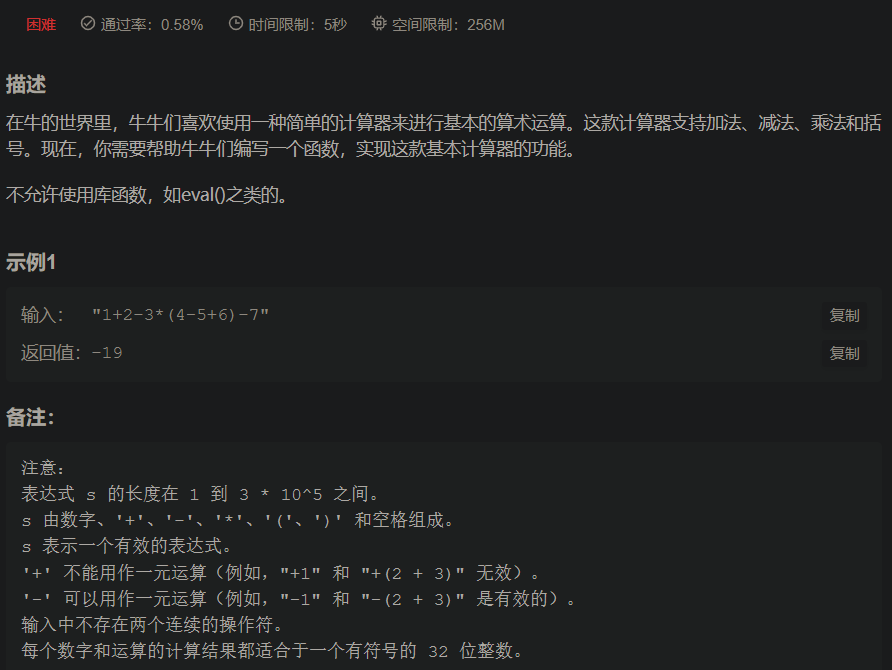 困难 通过率：0.58% 时间限制：5秒 空间限制：256M
描述
在牛的世界里，牛牛们喜欢使用一种简单的计算器来进行基本的算术运算。这款计算器支持加法、减法、乘法和括
号。现在，你需要帮助牛牛们编写一个函数，实现这款基本计算器的功能。
不允许使用库函数，如eval()之类的。
示例1
输入： "1+2-3*(4-5+6)-7" 复制
返回值：-19 复制
备注：
注意：
表达式 s 的长度在 1 到 3 * 10^5 之间。
s 由数字、'+'、'-'、'*'、'('、')' 和空格组成。
s 表示一个有效的表达式。
'+' 不能用作一元运算（例如，"+1" 和 "+(2 + 3)" 无效）。
'-' 可以用作一元运算（例如，"-1" 和 "-(2 + 3)" 是有效的）。
输入中不存在两个连续的操作符。
每个数字和运算的计算结果都适合于一个有符号的 32 位整数。